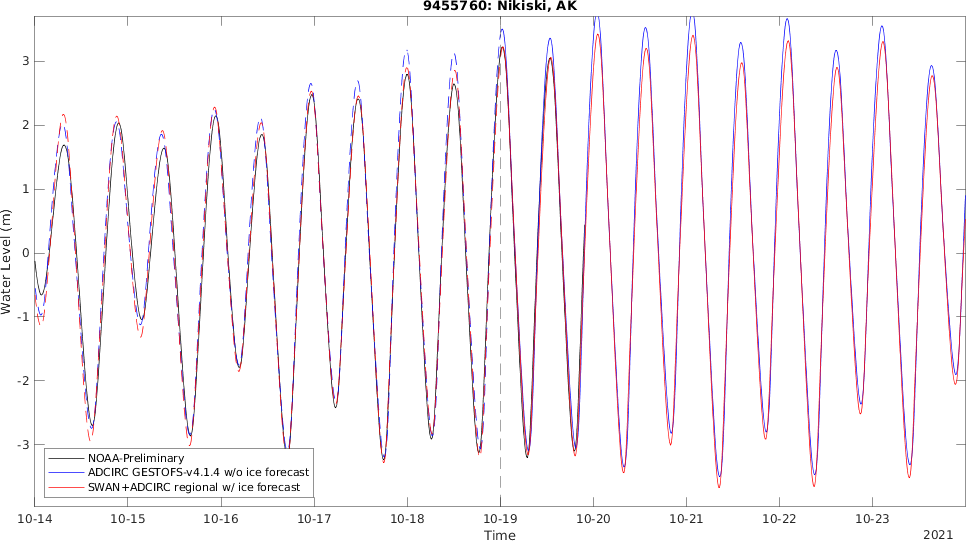 9455760: Nikiski, AK
3
2
1
0
-1
-2
-3
Water Level (m)
NOAA-Preliminary
ADCIRC GESTOFS-v4.1.4 w/o ice forecast
SWAN+ADCIRC regional w/ ice forecast
10-14 10-15 10-16 10-17 10-18 10-19 10-20 10-21 10-22 10-23
Time
2021